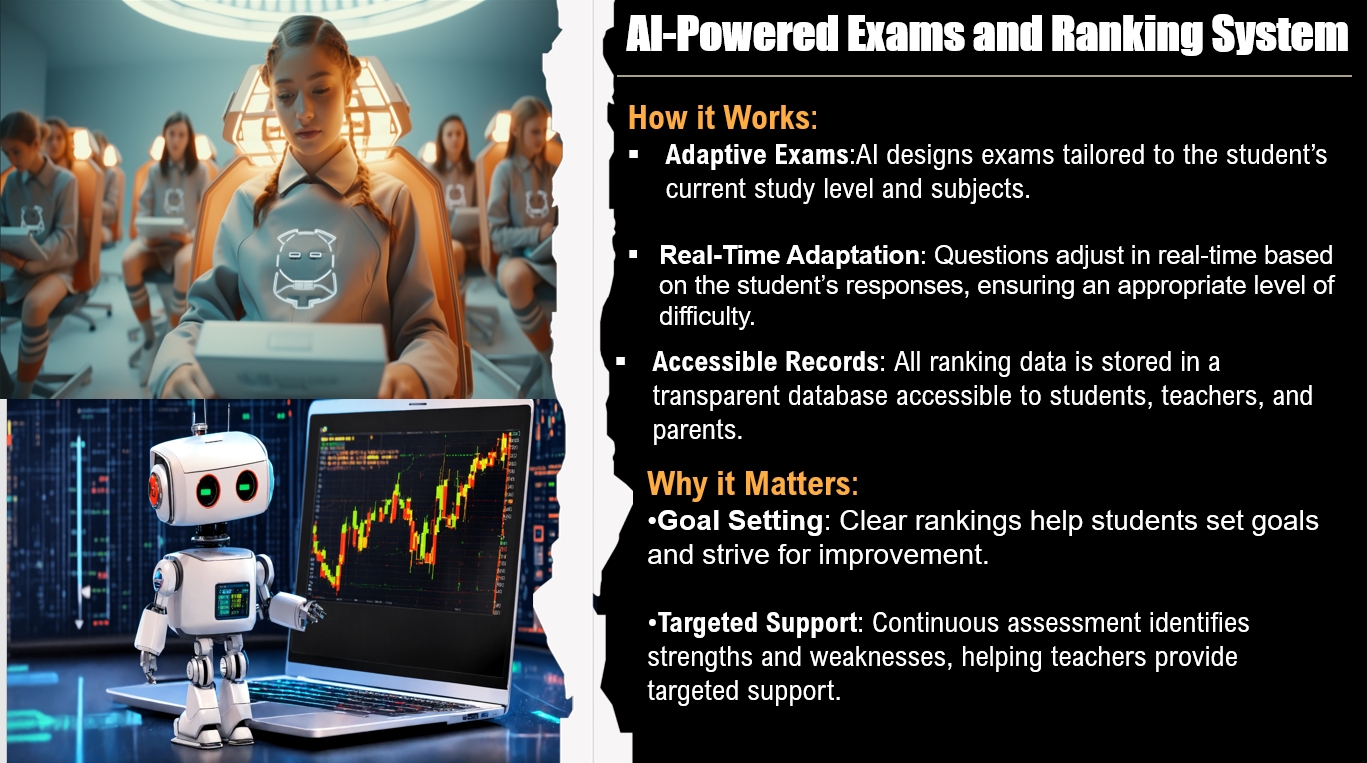 AI-Powered Exams and Ranking System
How it Works:
▪ Adaptive Exams:AI designs exams tailored to the student’s
current study level and subjects.
▪ Real-Time Adaptation: Questions adjust in real-time based
on the student’s responses, ensuring an appropriate level of
difficulty.
▪ Accessible Records: All ranking data is stored in a
transparent database accessible to students, teachers, and
parents.
Why it Matters:
•Goal Setting: Clear rankings help students set goals
and strive for improvement.
•Targeted Support: Continuous assessment identifies
strengths and weaknesses, helping teachers provide
targeted support.